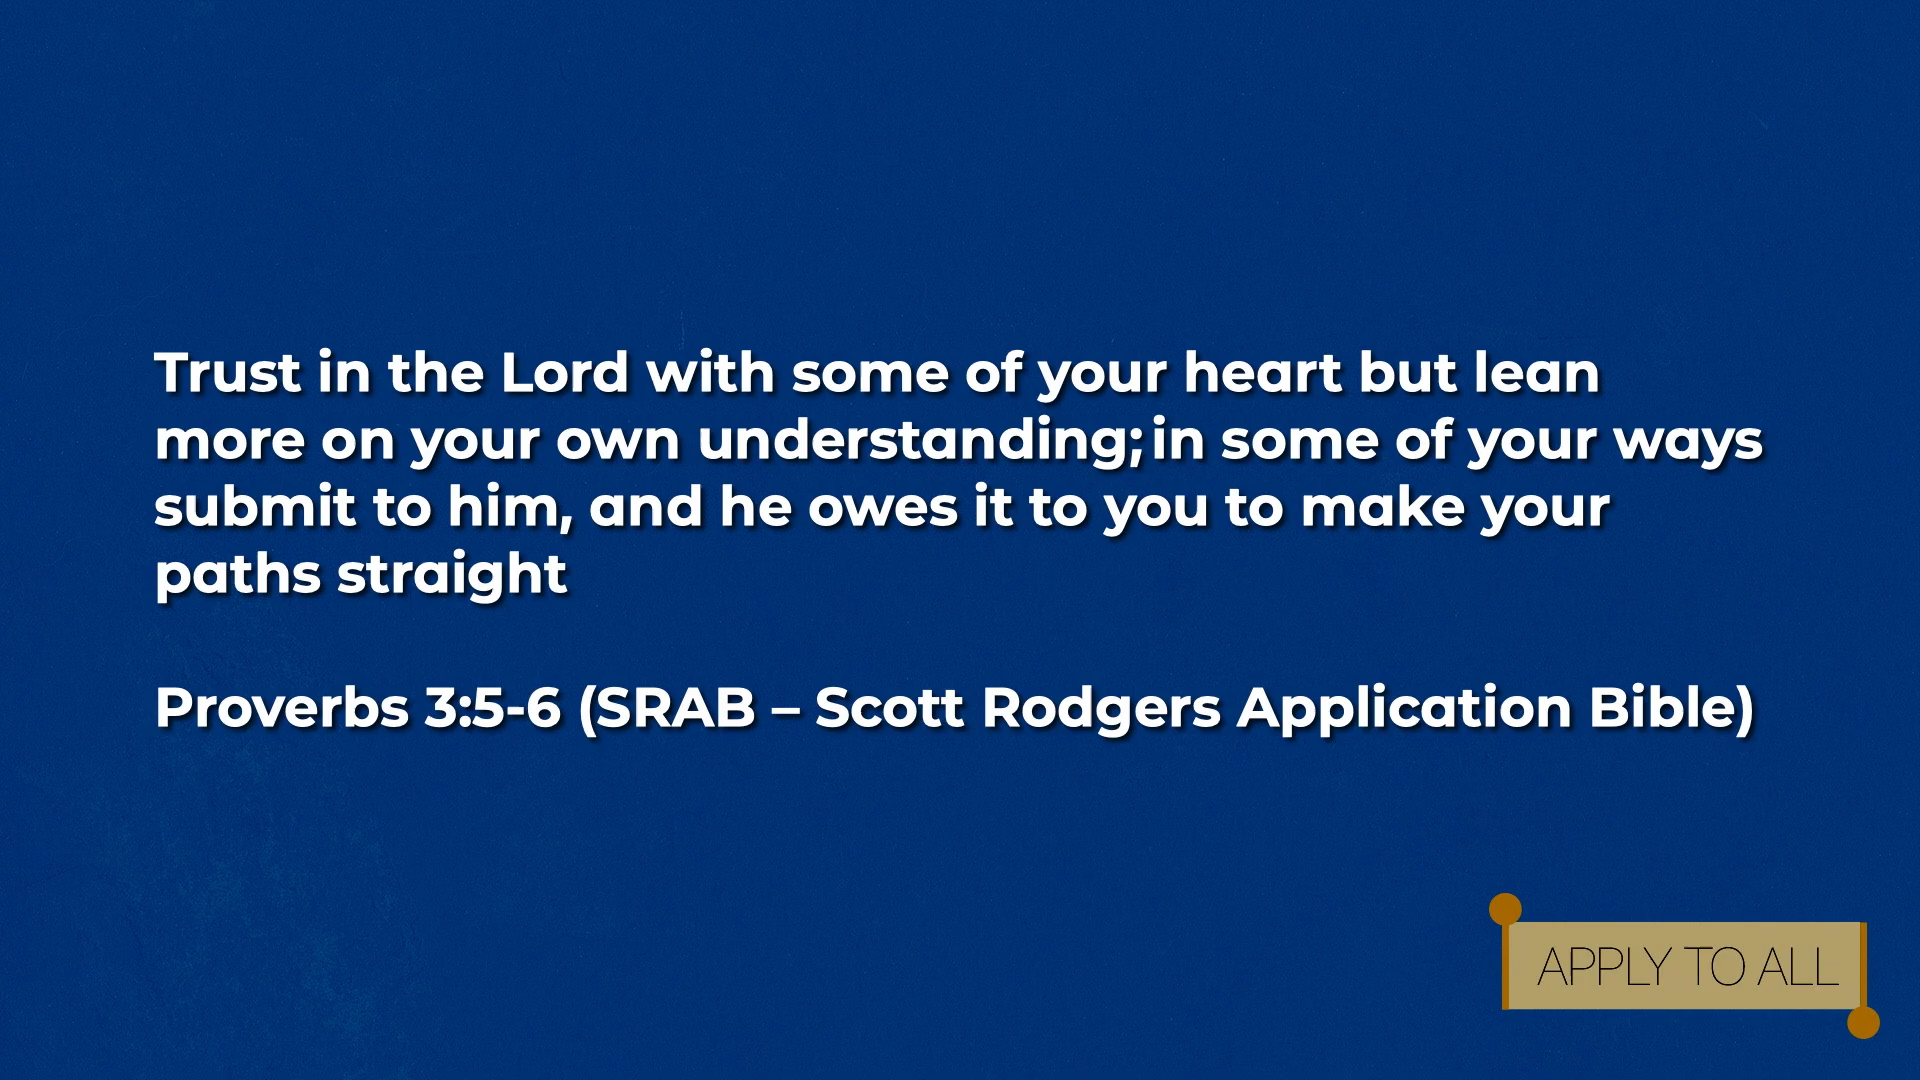 Trust in the Lord with some of your heart but lean
more on your own understanding; in some of your ways
submit to him, and he owes it to you to make your
paths straight
Proverbs 3:5-6 (SRAB – Scott Rodgers Application Bible)
APPLY TO ALL